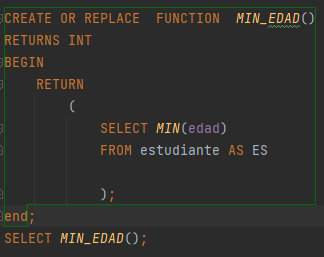 CREATE OR REPLACE  FUNCTION  MIN_EDAD()
RETURNS INT
BEGIN
    RETURN
        (
            SELECT MIN(edad)
            FROM estudiante AS ES
            );
end;
SELECT MIN_EDAD();